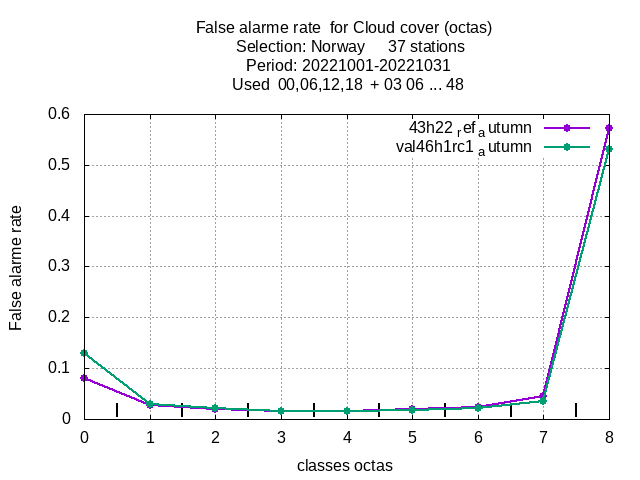 False alarme rate for Cloud cover (octas)
Selection: Norway 37 stations
Period: 20221001-20221031
Used 00,06,12,18 + 03 06 ... 48
43h22 ref autumn
val46h1rc1 autumn
False alarme rate
0.6
0.5
0.4
0.3
0.2
0.1
0
0 1 2 3 4 5 6 7 8
classes octas